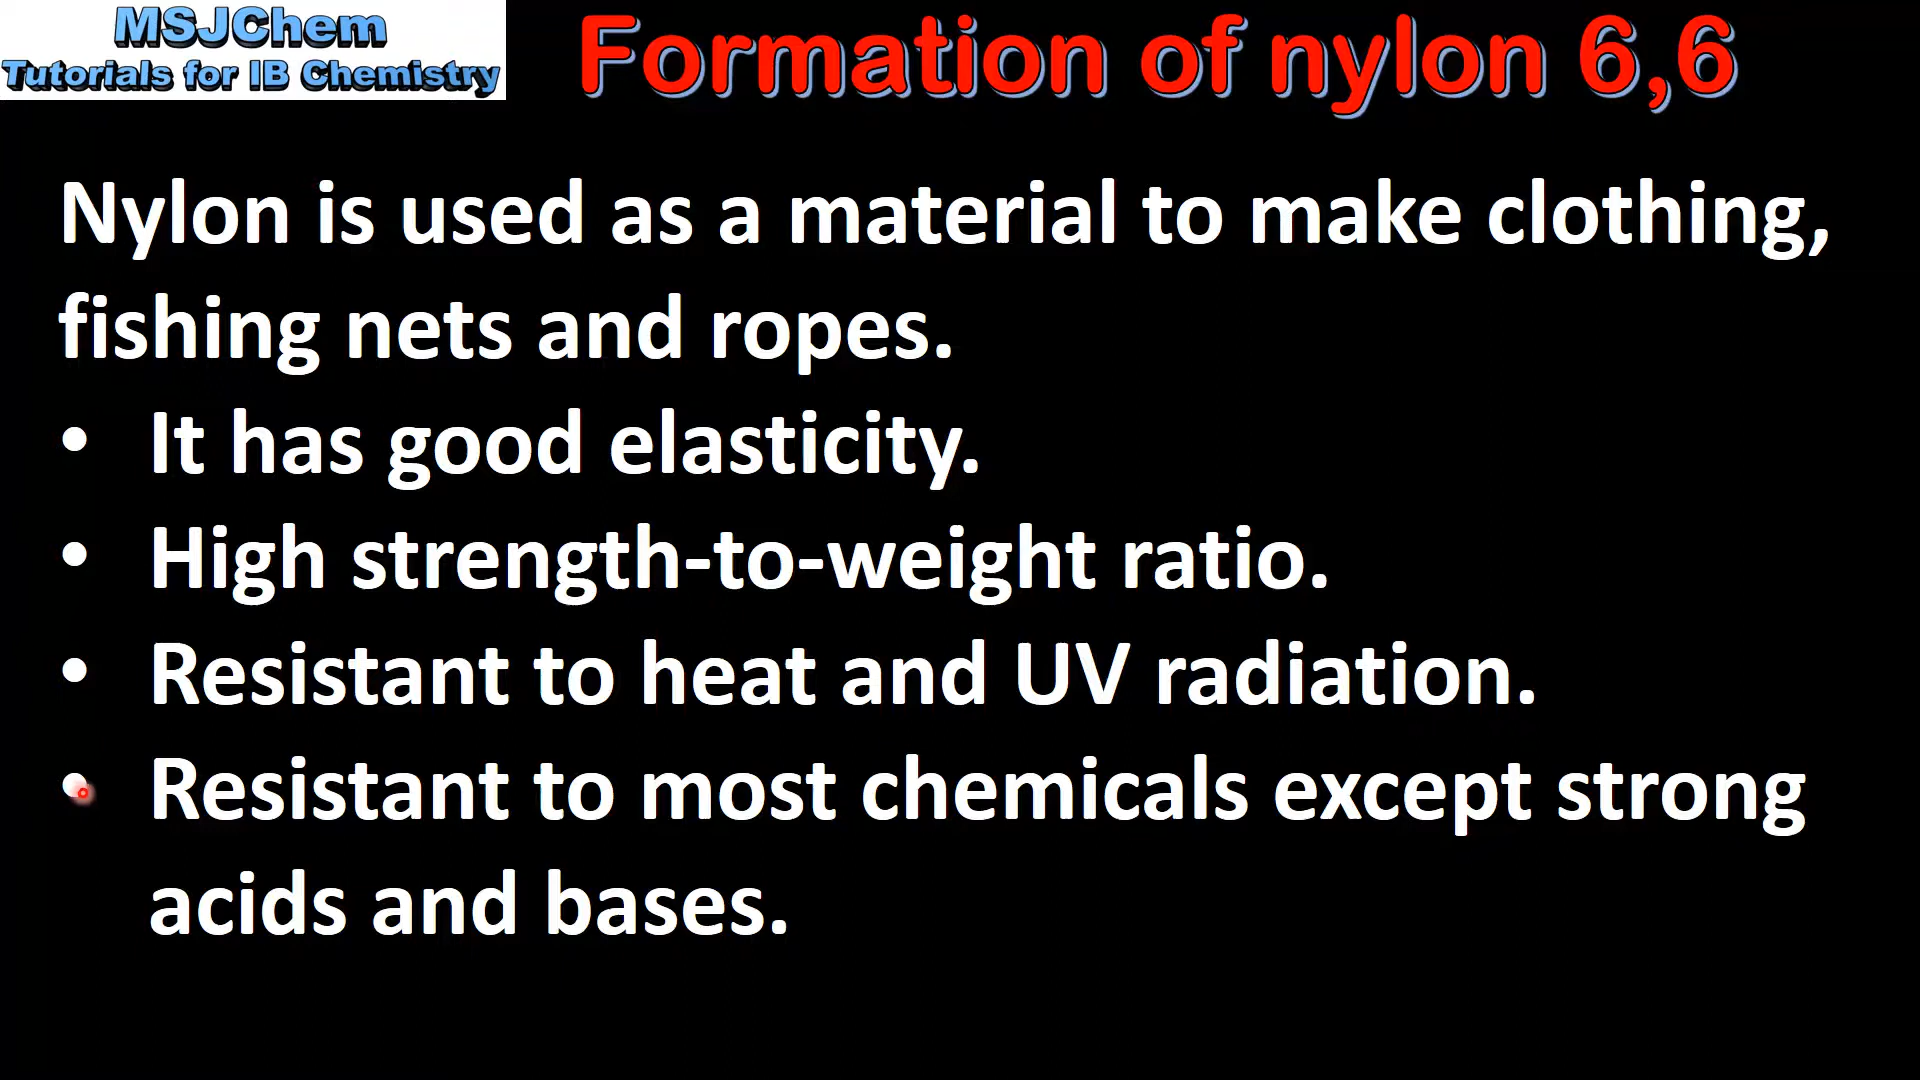 MSJChem
Tutorials for IB Chemistry
Formation of nylon 6,6
Nylon is used as a material to make clothing,
fishing nets and ropes.
• It has good elasticity.
• High strength-to-weight ratio.
• Resistant to heat and UV radiation.
• Resistant to most chemicals except strong
acids and bases.